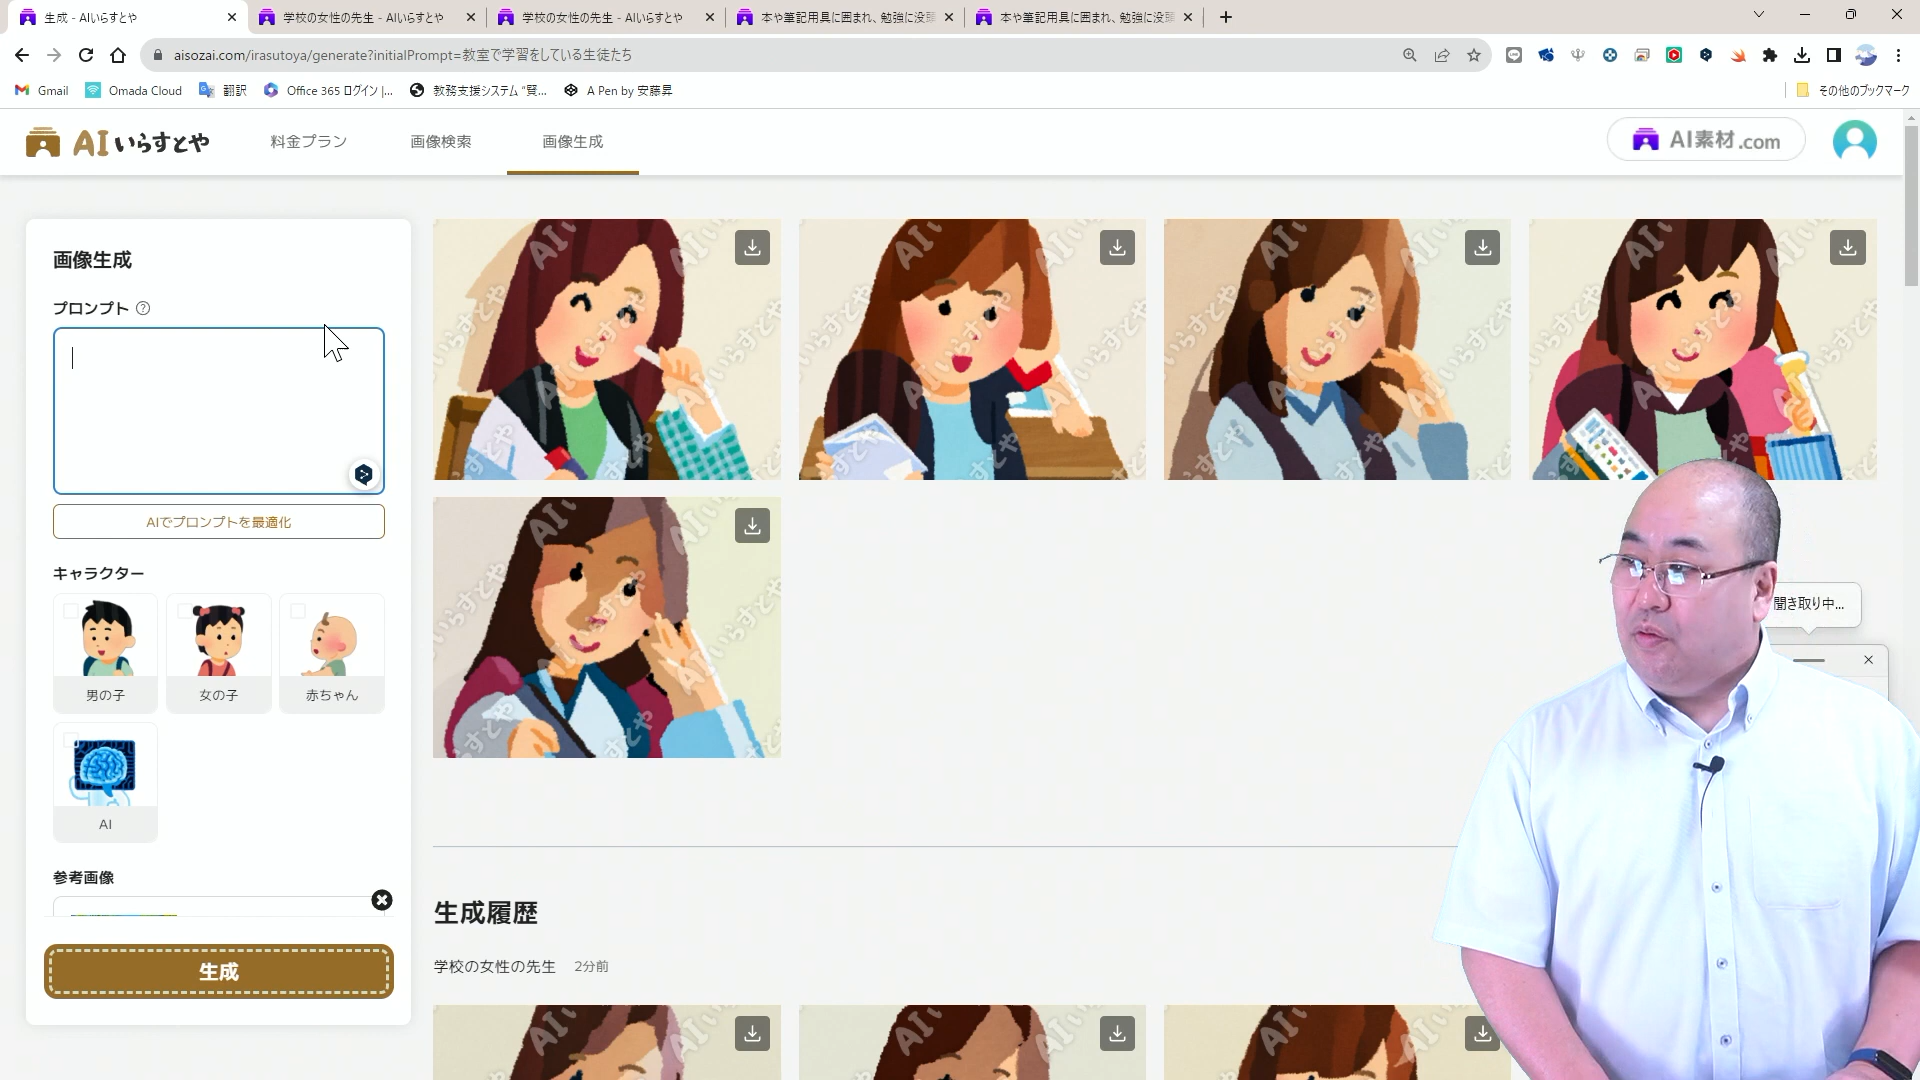 生成 - AIいらすとや
学校の女性の先生 - AIいらすとや
学校の女性の先生 - AIいらすとや
本や筆記用具に囲まれ、勉強に没頭
本や筆記用具に囲まれ、勉強に没頭
aisozai.com/irasutoya/generate?initialPrompt=教室で学習をしている生徒たち
Gmail
Omada Cloud
翻訳
Office 365 ログイン |...
教務支援システム “賢...
A Pen by 安藤昇
その他のブックマーク
AIいらすとや
料金プラン
画像検索
画像生成
AI素材.com
画像生成
プロンプト
AIでプロンプトを最適化
キャラクター
男の子
女の子
赤ちゃん
AI
参考画像
生成
聞き取り中...
生成履歴
学校の女性の先生
2分前
AIいらすとや